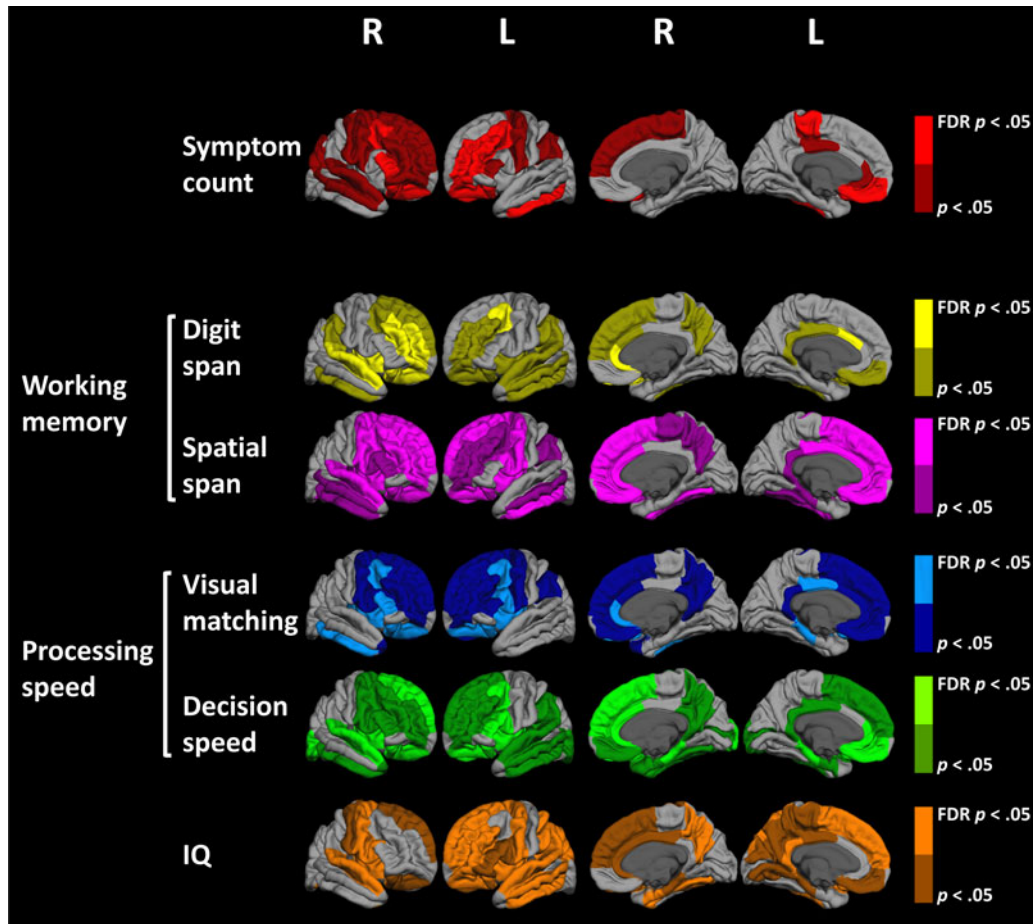 R L R L
Symptom
count
FDR p < .05
p < .05
Working
memory
Digit
span
FDR p < .05
p < .05
Spatial
span
FDR p < .05
p < .05
Processing
speed
Visual
matching
FDR p < .05
p < .05
Decision
speed
FDR p < .05
p < .05
IQ
FDR p < .05
p < .05